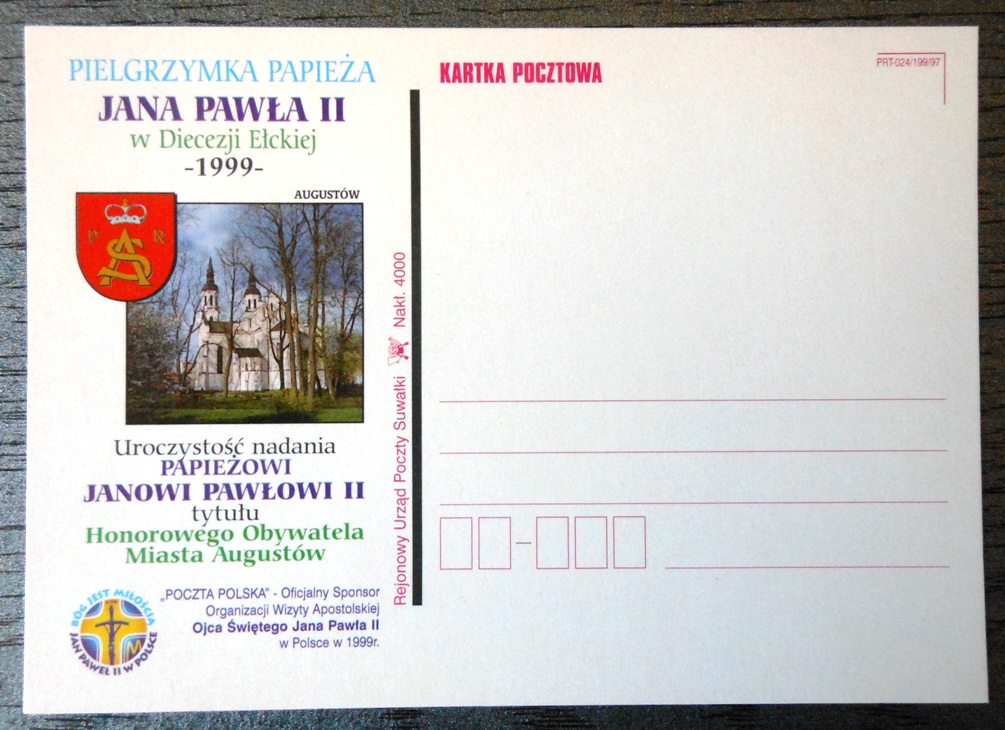 PIELGRZYMKA PAPIEŻA
JANA PAWŁA II
w Diecezji Ełckiej
-1999-
AUGUSTÓW
P R
AS
Uroczystość nadania
PAPIEŻOWI
JANOWI PAWŁOWI II
tytułu
Honorowego Obywatela
Miasta Augustów
BÓG JEST MIŁOŚCIĄ
JAN PAWEŁ II W POLSCE
M
„POCZTA POLSKA" - Oficjalny Sponsor
Organizacji Wizyty Apostolskiej
Ojca Świętego Jana Pawła II
w Polsce w 1999r.
Rejonowy Urząd Poczty Suwałki Nakł. 4000
KARTKA POCZTOWA
PRT-024/199/97